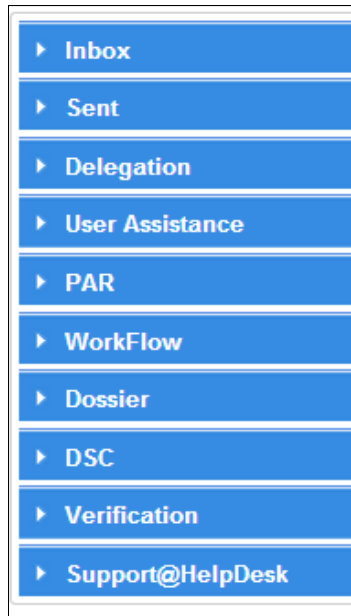 Inbox
Sent
Delegation
User Assistance
PAR
WorkFlow
Dossier
DSC
Verification
Support@HelpDesk